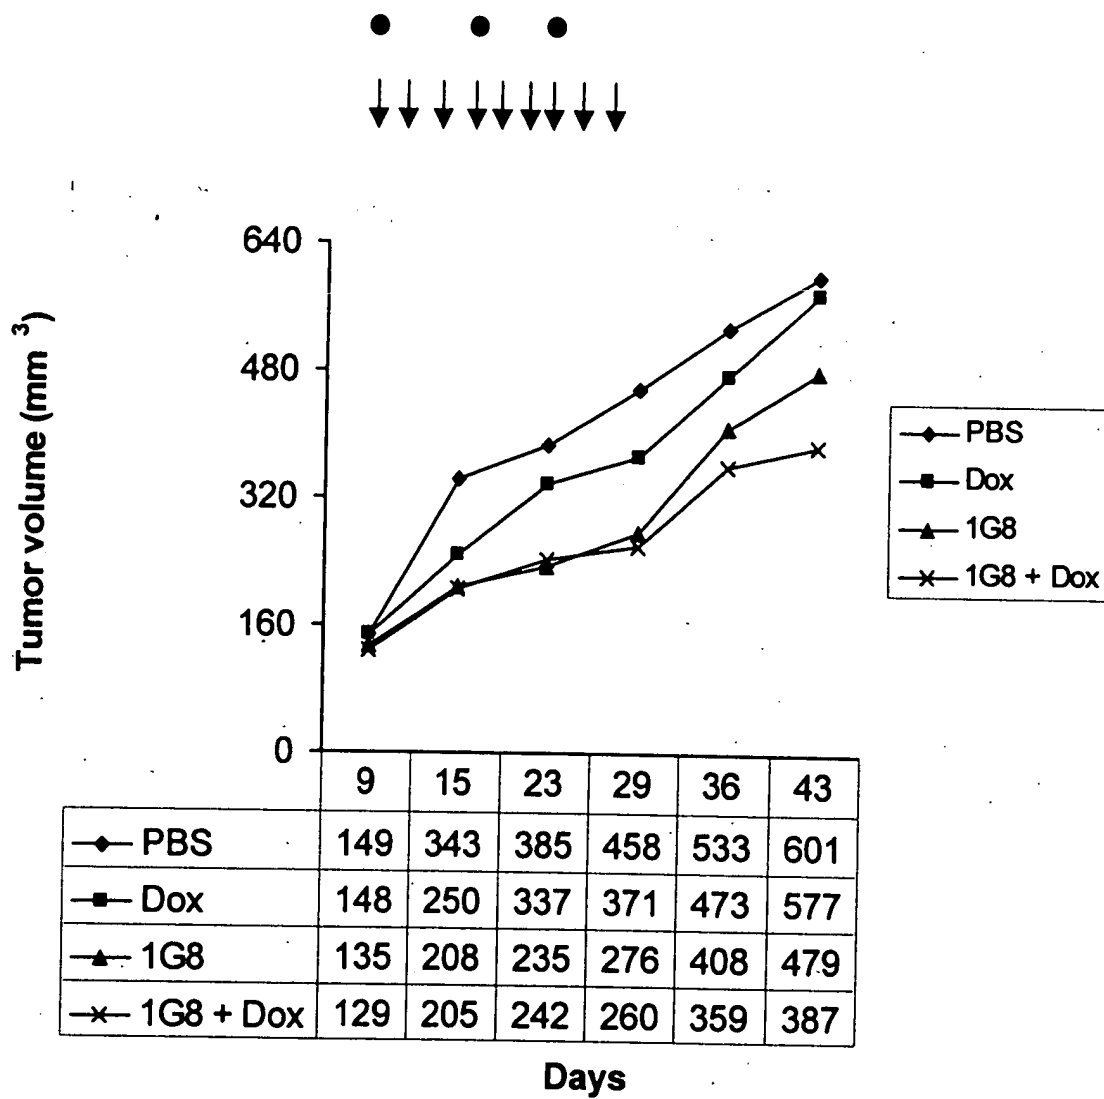 640
480
320
160
0
Tumor volume (mm 3)
PBS
Dox
1G8
1G8 + Dox
9 15 23 29 36 43
PBS 149 343 385 458 533 601
Dox 148 250 337 371 473 577
1G8 135 208 235 276 408 479
1G8 + Dox 129 205 242 260 359 387
Days